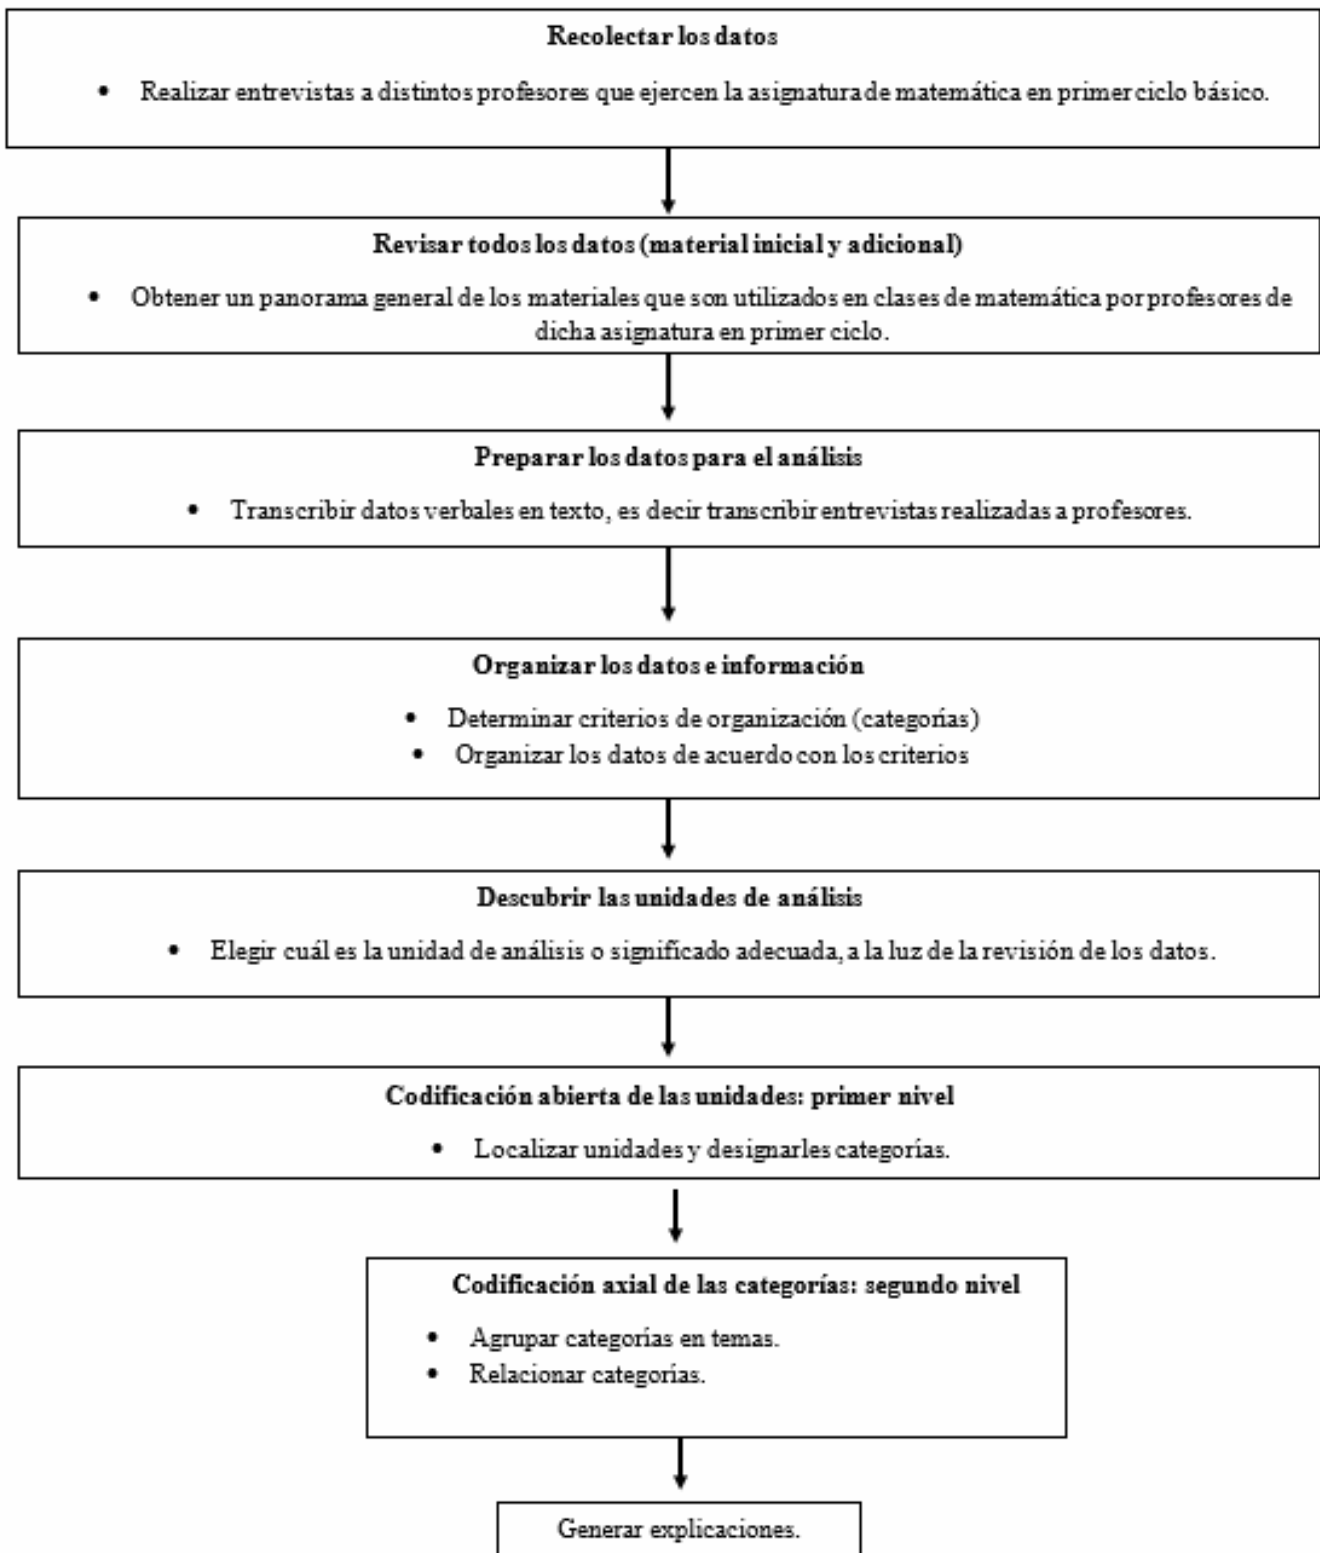 Recolectar los datos
• Realizar entrevistas a distintos profesores que ejercen la asignatura de matemática en primer ciclo básico.
Revisar todos los datos (material inicial y adicional)
• Obtener un panorama general de los materiales que son utilizados en clases de matemática por profesores de
dicha asignatura en primer ciclo.
Preparar los datos para el análisis
• Transcribir datos verbales en texto, es decir transcribir entrevistas realizadas a profesores.
Organizar los datos e información
• Determinar criterios de organización (categorías)
• Organizar los datos de acuerdo con los criterios
Descubrir las unidades de análisis
• Elegir cuál es la unidad de análisis o significado adecuada, a la luz de la revisión de los datos.
Codificación abierta de las unidades: primer nivel
• Localizar unidades y designarles categorías.
Codificación axial de las categorías: segundo nivel
• Agrupar categorías en temas.
• Relacionar categorías.
Generar explicaciones.